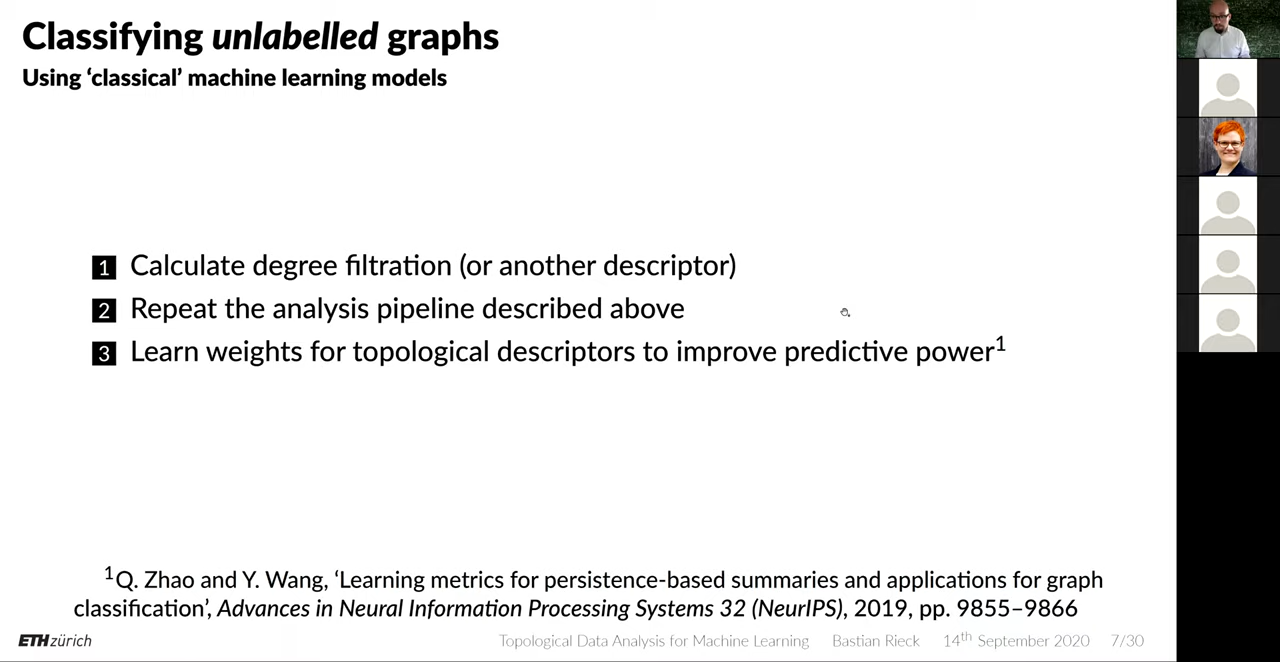 Classifying unlabelled graphs
Using ‘classical’ machine learning models
1 Calculate degree filtration (or another descriptor)
2 Repeat the analysis pipeline described above
3 Learn weights for topological descriptors to improve predictive power1
1Q. Zhao and Y. Wang, ‘Learning metrics for persistence-based summaries and applications for graph
classification’, Advances in Neural Information Processing Systems 32 (NeurIPS), 2019, pp. 9855–9866
ETHzürich Topological Data Analysis for Machine Learning Bastian Rieck 14th September 2020 7/30